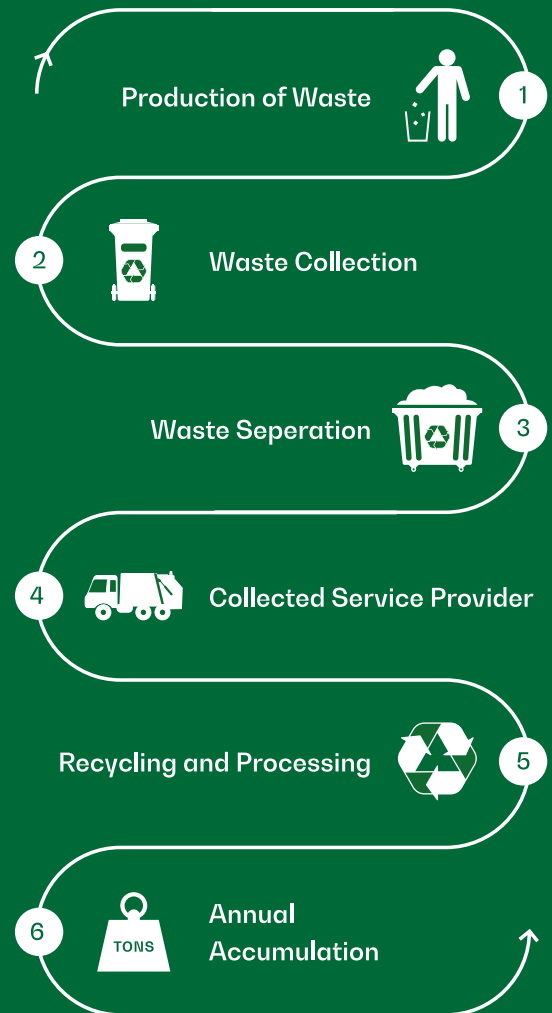 Production of Waste
1
2
Waste Collection
Waste Seperation
3
4
Collected Service Provider
Recycling and Processing
5
6
TONS
Annual
Accumulation